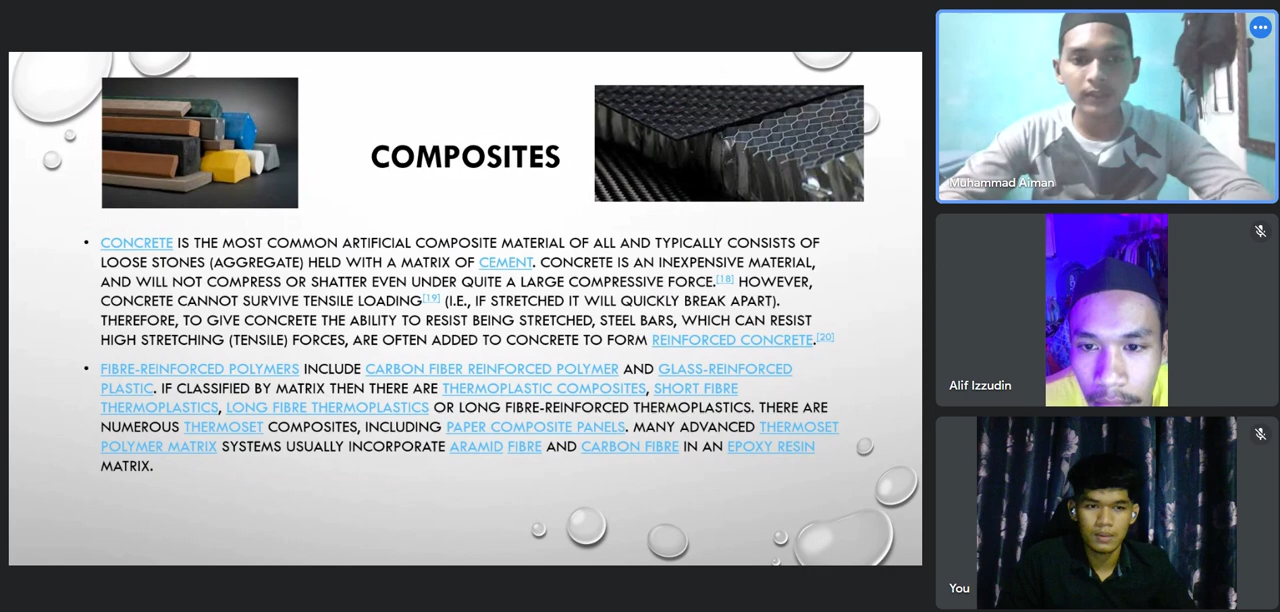 COMPOSITES
• CONCRETE IS THE MOST COMMON ARTIFICIAL COMPOSITE MATERIAL OF ALL AND TYPICALLY CONSISTS OF
LOOSE STONES (AGGREGATE) HELD WITH A MATRIX OF CEMENT. CONCRETE IS AN INEXPENSIVE MATERIAL,
AND WILL NOT COMPRESS OR SHATTER EVEN UNDER QUITE A LARGE COMPRESSIVE FORCE.[18] HOWEVER,
CONCRETE CANNOT SURVIVE TENSILE LOADING[19] (I.E., IF STRETCHED IT WILL QUICKLY BREAK APART).
THEREFORE, TO GIVE CONCRETE THE ABILITY TO RESIST BEING STRETCHED, STEEL BARS, WHICH CAN RESIST
HIGH STRETCHING (TENSILE) FORCES, ARE OFTEN ADDED TO CONCRETE TO FORM REINFORCED CONCRETE.[20]
• FIBRE-REINFORCED POLYMERS INCLUDE CARBON FIBER REINFORCED POLYMER AND GLASS-REINFORCED
PLASTIC. IF CLASSIFIED BY MATRIX THEN THERE ARE THERMOPLASTIC COMPOSITES, SHORT FIBRE
THERMOPLASTICS, LONG FIBRE THERMOPLASTICS OR LONG FIBRE-REINFORCED THERMOPLASTICS. THERE ARE
NUMEROUS THERMOSET COMPOSITES, INCLUDING PAPER COMPOSITE PANELS. MANY ADVANCED THERMOSET
POLYMER MATRIX SYSTEMS USUALLY INCORPORATE ARAMID FIBRE AND CARBON FIBRE IN AN EPOXY RESIN
MATRIX.
Muhammad Aiman
Alif Izzudin
You